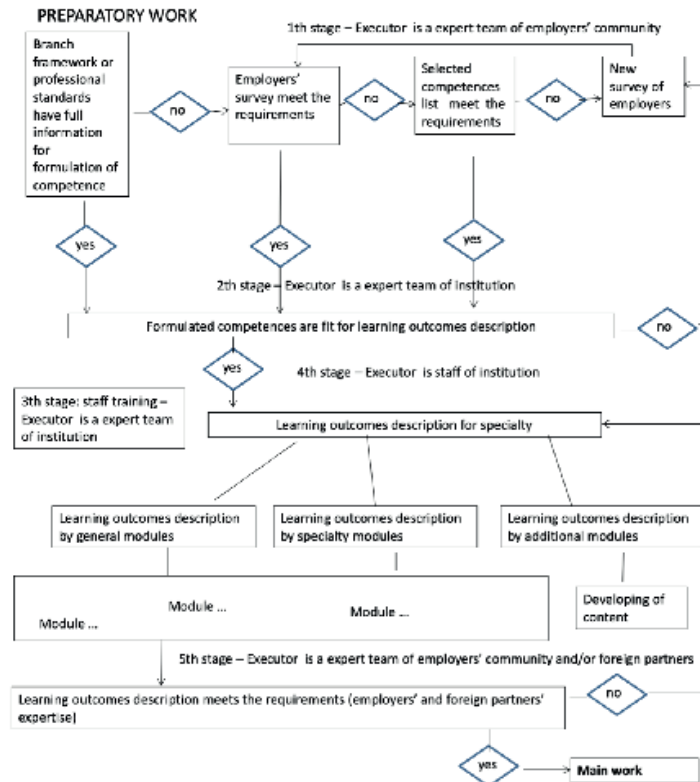 PREPARATORY WORK
1th stage – Executor is a expert team of employers' community
Branch
framework or
professional
standards
have full
information
for
formulation of
competence
no
Employers'
survey meet the
requirements
no
Selected
competences
list meet the
requirements
no
New
survey of
employers
yes
yes
yes
2th stage – Executor is a expert team of institution
Formulated competences are fit for learning outcomes description
no
yes
4th stage – Executor is staff of institution
3th stage: staff training –
Executor is a expert team
of institution
Learning outcomes description for specialty
Learning outcomes description
by general modules
Learning outcomes description
by specialty modules
Learning outcomes description
by additional modules
Module ...
Module ...
Module ...
Developing of
content
5th stage – Executor is a expert team of employers' community and/or foreign partners
Learning outcomes description meets the requirements (employers' and foreign partners'
expertise)
no
yes
Main work